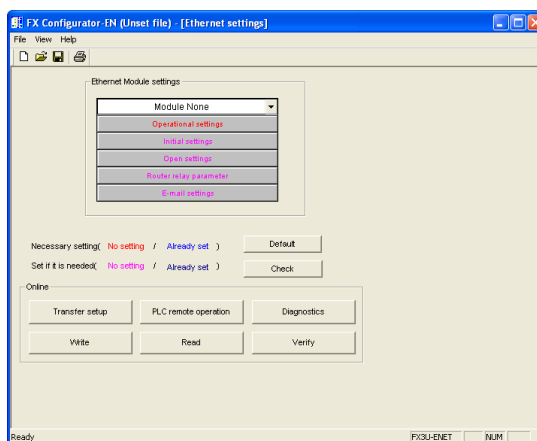 FX Configurator-EN (Unset file) - [Ethernet settings]
File View Help
Ethernet Module settings
Module None
Operational settings
Initial settings
Open settings
Router relay parameter
E-mail settings
Necessary setting( No setting / Already set ) Default
Set if it is needed( No setting / Already set ) Check
Online
Transfer setup PLC remote operation Diagnostics
Write Read Verify
Ready FX3U-ENET NUM